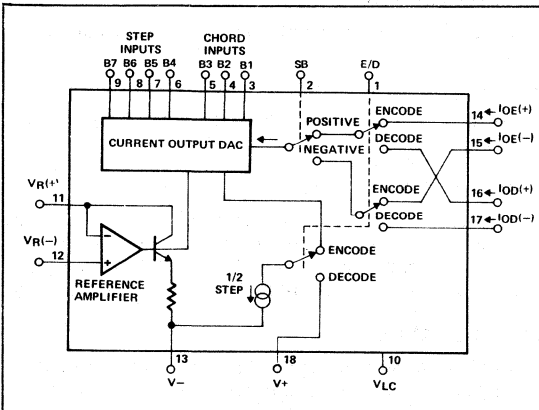 STEP INPUTS
CHORD INPUTS
B7 B6 B5 B4
B3 B2 B1
SB
E/D
9 8 7 6
5 4 3
2
1
CURRENT OUTPUT DAC
POSITIVE
NEGATIVE
ENCODE
DECODE
14 IOE(+)
15 IOE(−)
16 IOD(+)
17 IOD(−)
ENCODE
DECODE
VR(+)
11
VR(−)
12
−
+
REFERENCE AMPLIFIER
1/2 STEP
ENCODE
DECODE
13
18
10
V−
V+
VLC